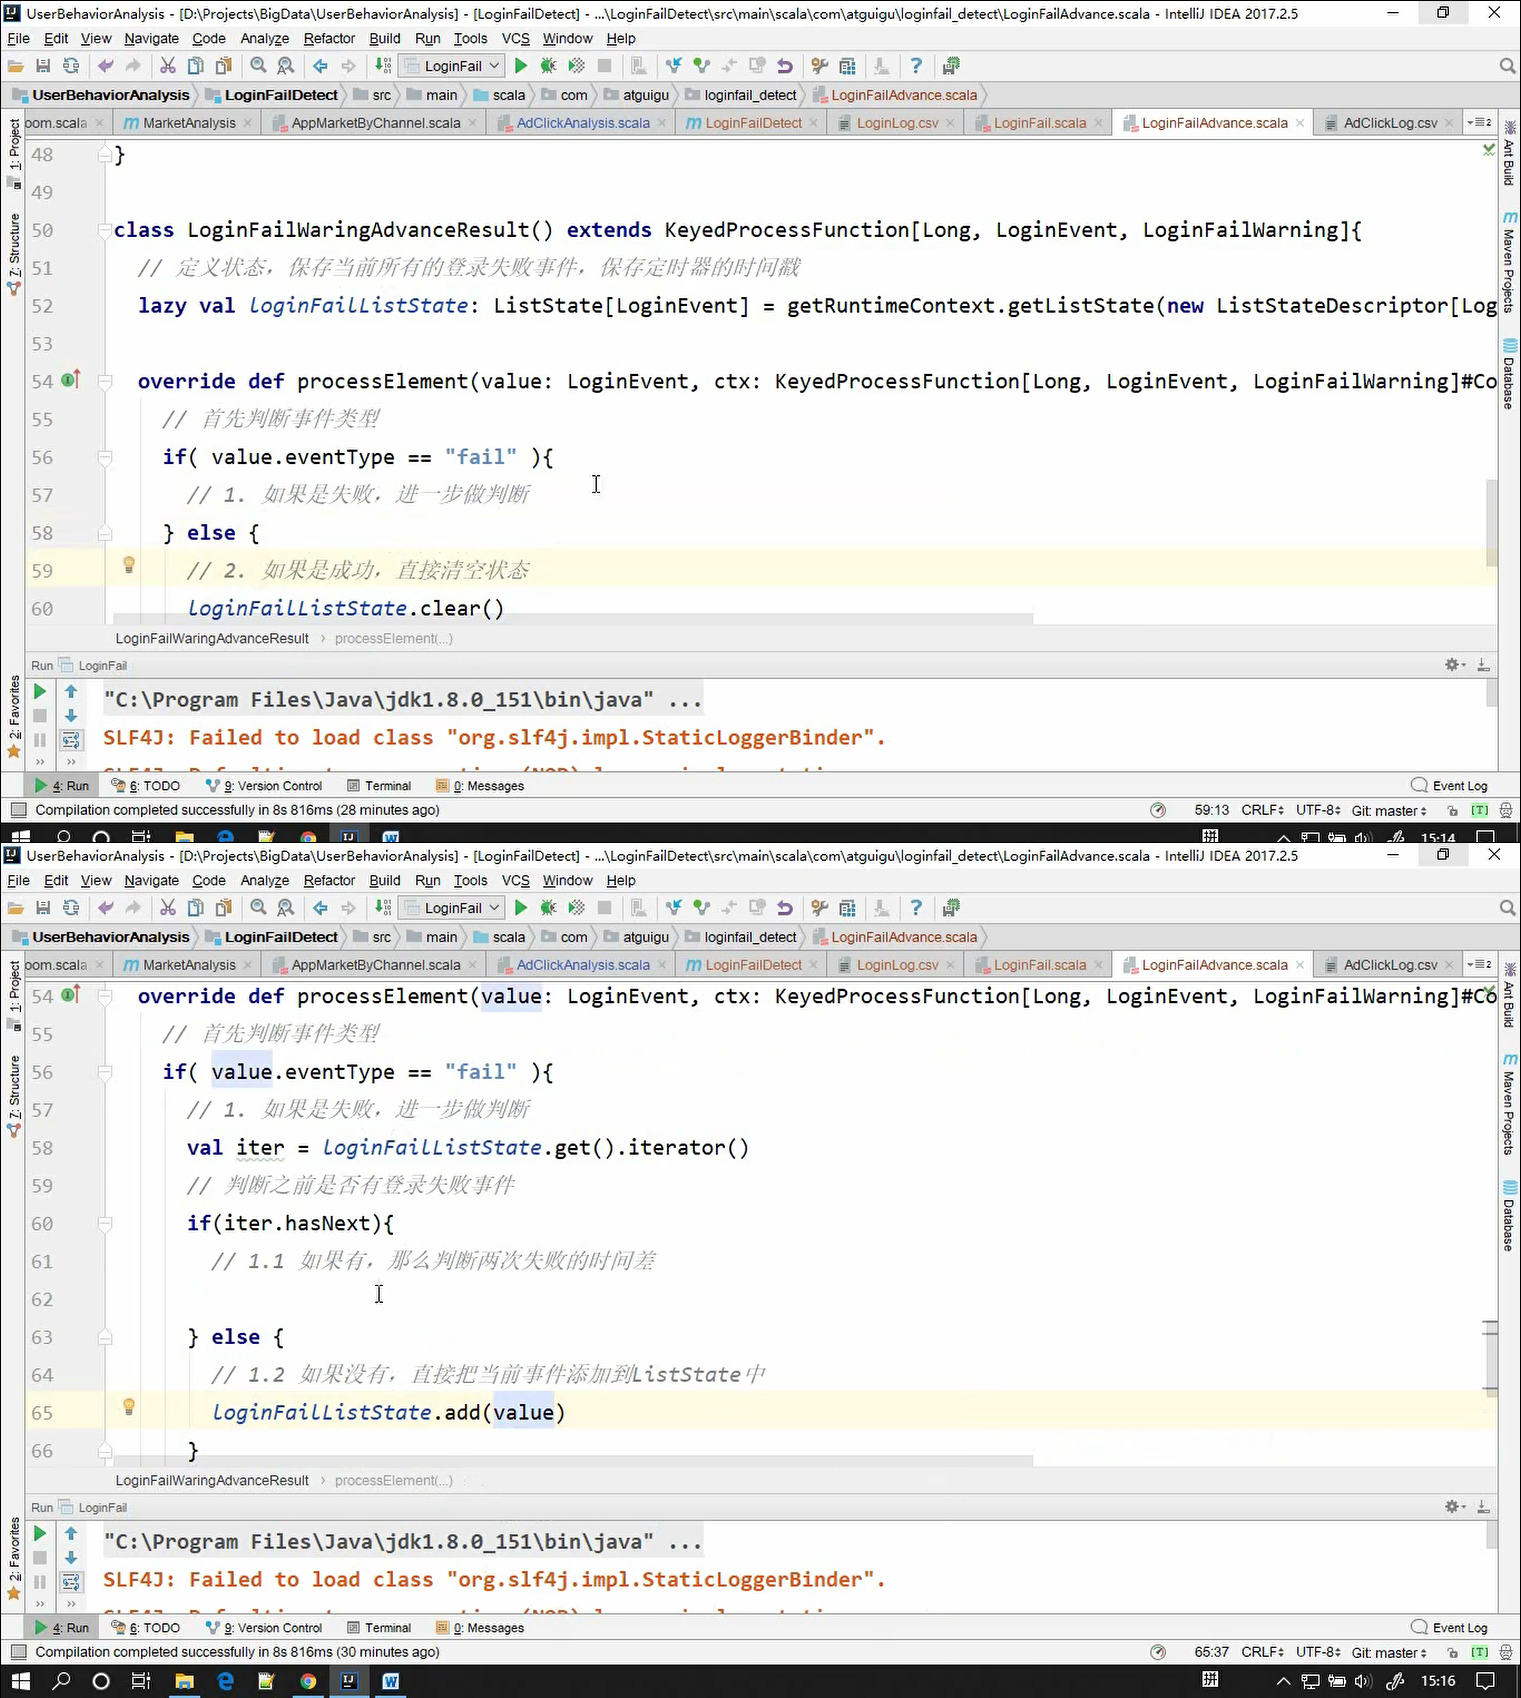 UserBehaviorAnalysis - [D:\Projects\BigData\UserBehaviorAnalysis] - [LoginFailDetect] - ...\LoginFailDetect\src\main\scala\com\atguigu\loginfail_detect\LoginFailAdvance.scala - IntelliJ IDEA 2017.2.5
File Edit View Navigate Code Analyze Refactor Build Run Tools VCS Window Help
LoginFail
UserBehaviorAnalysis LoginFailDetect src main scala com atguigu loginfail_detect LoginFailAdvance.scala
oom.scala MarketAnalysis AppMarketByChannel.scala AdClickAnalysis.scala LoginFailDetect LoginLog.csv LoginFail.scala LoginFailAdvance.scala AdClickLog.csv
1: Project
7: Structure
2: Favorites
Ant Build
Maven Projects
Database
48 }
49
50 class LoginFailWaringAdvanceResult() extends KeyedProcessFunction[Long, LoginEvent, LoginFailWarning]{
51 // 定义状态，保存当前所有的登录失败事件，保存定时器的时间戳
52 lazy val loginFailListState: ListState[LoginEvent] = getRuntimeContext.getListState(new ListStateDescriptor[Log
53
54 override def processElement(value: LoginEvent, ctx: KeyedProcessFunction[Long, LoginEvent, LoginFailWarning]#Co
55 // 首先判断事件类型
56 if( value.eventType == "fail" ){
57 // 1. 如果是失败，进一步做判断
58 } else {
59 // 2. 如果是成功，直接清空状态
60 loginFailListState.clear()
LoginFailWaringAdvanceResult processElement(...)
Run LoginFail
"C:\Program Files\Java\jdk1.8.0_151\bin\java" ...
SLF4J: Failed to load class "org.slf4j.impl.StaticLoggerBinder".
4: Run 6: TODO 9: Version Control Terminal 0: Messages Event Log
Compilation completed successfully in 8s 816ms (28 minutes ago) 59:13 CRLF UTF-8 Git: master
拼 15:14
UserBehaviorAnalysis - [D:\Projects\BigData\UserBehaviorAnalysis] - [LoginFailDetect] - ...\LoginFailDetect\src\main\scala\com\atguigu\loginfail_detect\LoginFailAdvance.scala - IntelliJ IDEA 2017.2.5
File Edit View Navigate Code Analyze Refactor Build Run Tools VCS Window Help
LoginFail
UserBehaviorAnalysis LoginFailDetect src main scala com atguigu loginfail_detect LoginFailAdvance.scala
oom.scala MarketAnalysis AppMarketByChannel.scala AdClickAnalysis.scala LoginFailDetect LoginLog.csv LoginFail.scala LoginFailAdvance.scala AdClickLog.csv
1: Project
7: Structure
2: Favorites
Ant Build
Maven Projects
Database
54 override def processElement(value: LoginEvent, ctx: KeyedProcessFunction[Long, LoginEvent, LoginFailWarning]#Co
55 // 首先判断事件类型
56 if( value.eventType == "fail" ){
57 // 1. 如果是失败，进一步做判断
58 val iter = loginFailListState.get().iterator()
59 // 判断之前是否有登录失败事件
60 if(iter.hasNext){
61 // 1.1 如果有，那么判断两次失败的时间差
62
63 } else {
64 // 1.2 如果没有，直接把当前事件添加到ListState中
65 loginFailListState.add(value)
66 }
LoginFailWaringAdvanceResult processElement(...)
Run LoginFail
"C:\Program Files\Java\jdk1.8.0_151\bin\java" ...
SLF4J: Failed to load class "org.slf4j.impl.StaticLoggerBinder".
4: Run 6: TODO 9: Version Control Terminal 0: Messages Event Log
Compilation completed successfully in 8s 816ms (30 minutes ago) 65:37 CRLF UTF-8 Git: master
拼 15:16